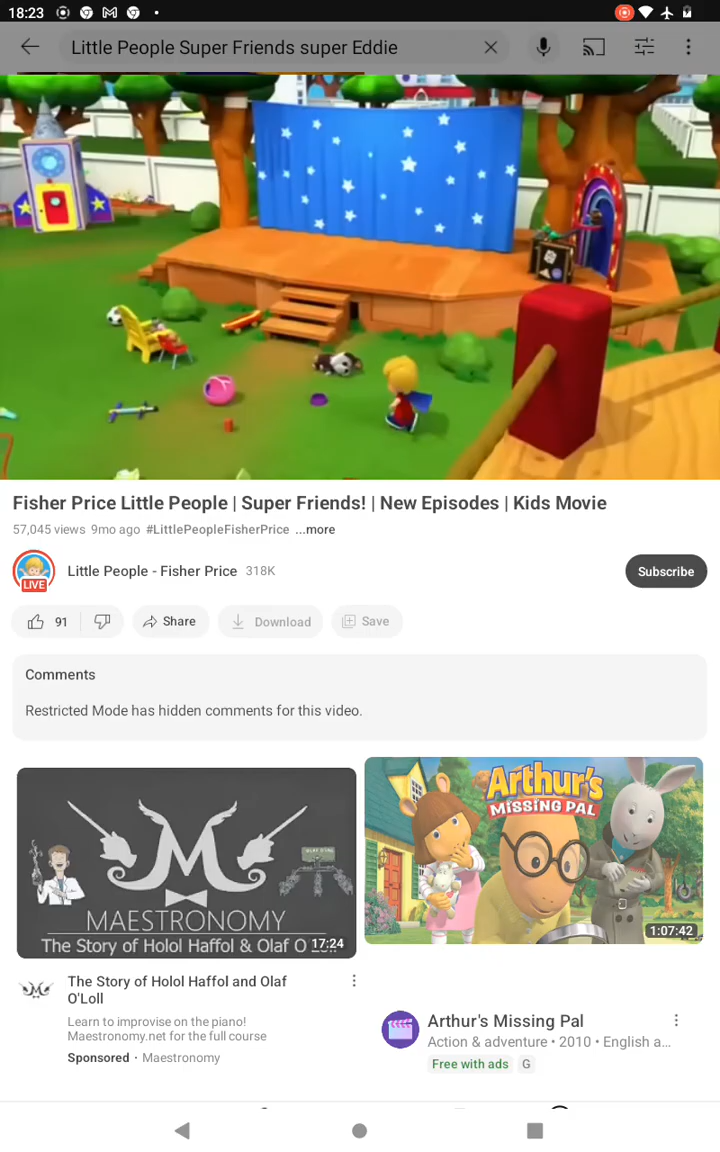 18:23
Little People Super Friends super Eddie
Fisher Price Little People | Super Friends! | New Episodes | Kids Movie
57,045 views 9mo ago #LittlePeopleFisherPrice ...more
LIVE
Little People - Fisher Price 318K
Subscribe
91
Share
Download
Save
Comments
Restricted Mode has hidden comments for this video.
M
MAESTRONOMY
The Story of Holol Haffol & Olaf O
17:24
Arthur's
MISSING PAL
1:07:42
The Story of Holol Haffol and Olaf
O'Loll
Learn to improvise on the piano!
Maestronomy.net for the full course
Sponsored · Maestronomy
Arthur's Missing Pal
Action & adventure • 2010 • English a...
Free with ads G